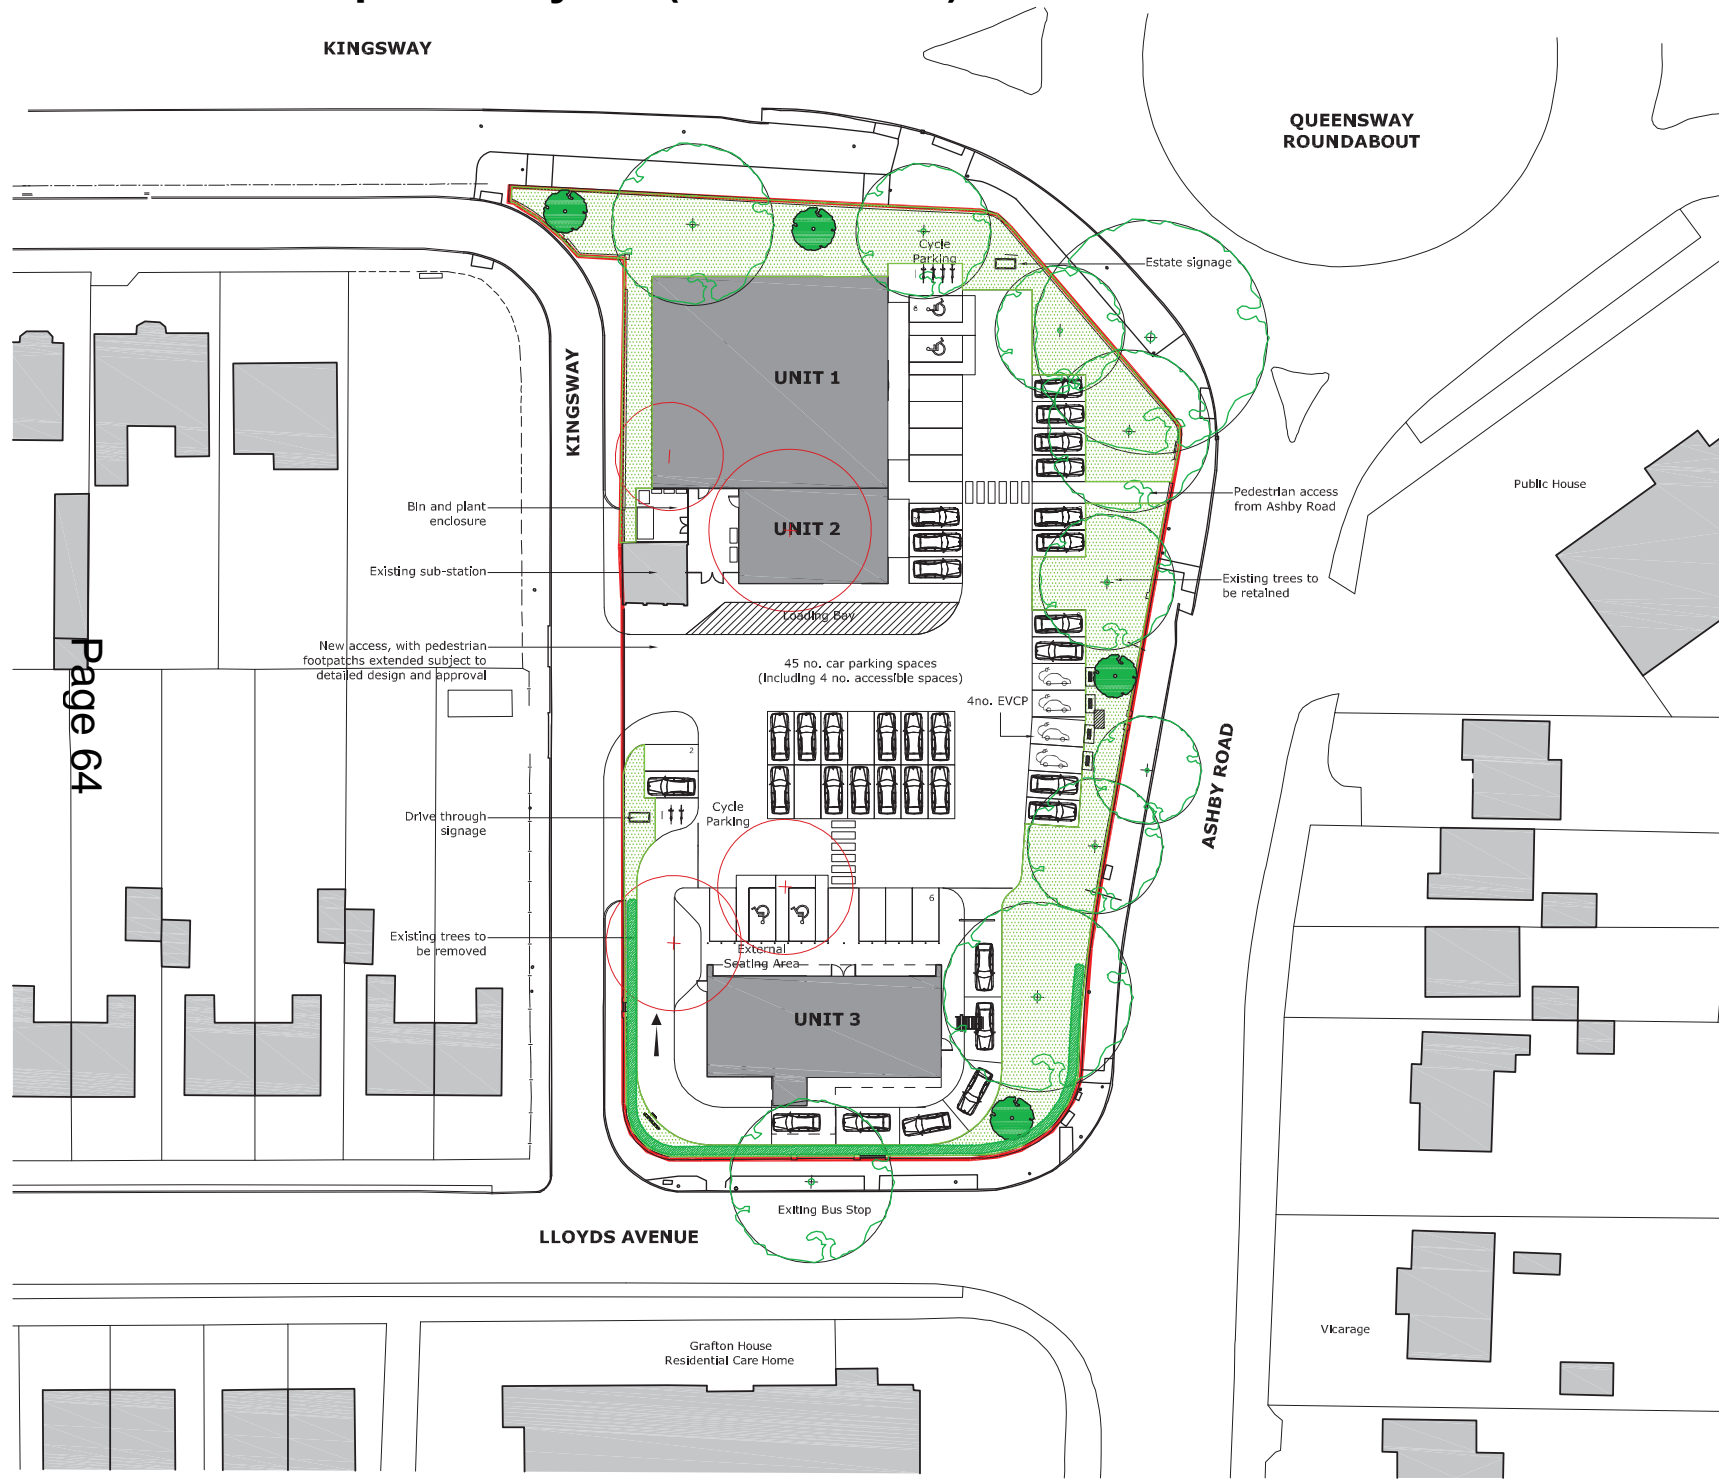 KINGSWAY
QUEENSWAY
ROUNDABOUT
Cycle
Parking
Estate signage
8
UNIT 1
KINGSWAY
Bin and plant
enclosure
UNIT 2
Pedestrian access
from Ashby Road
Public House
Existing sub-station
Existing trees to
be retained
Loading Bay
New access, with pedestrian
footpatchs extended subject to
detailed design and approval
45 no. car parking spaces
(including 4 no. accessible spaces)
4no. EVCP
Page 64
2
ASHBY ROAD
Drive through
signage
Cycle
Parking
6
Existing trees to
be removed
External
Seating Area
UNIT 3
Exiting Bus Stop
LLOYDS AVENUE
Vicarage
Grafton House
Residential Care Home